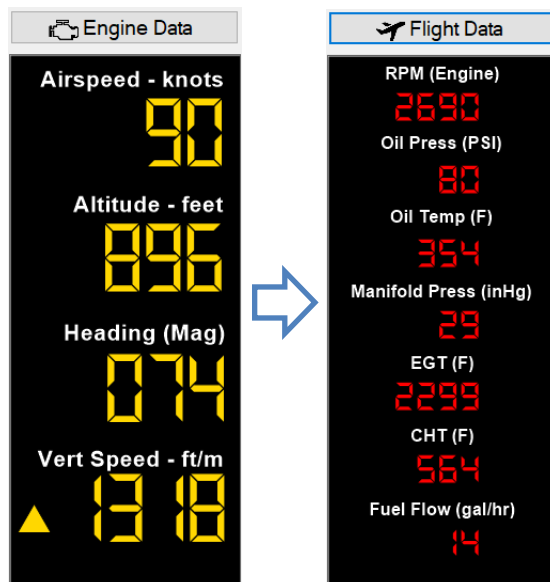 Engine Data
Airspeed - knots
90
Altitude - feet
896
Heading (Mag)
074
Vert Speed - ft/m
1318
Flight Data
RPM (Engine)
2690
Oil Press (PSI)
80
Oil Temp (F)
354
Manifold Press (inHg)
29
EGT (F)
2299
CHT (F)
564
Fuel Flow (gal/hr)
14